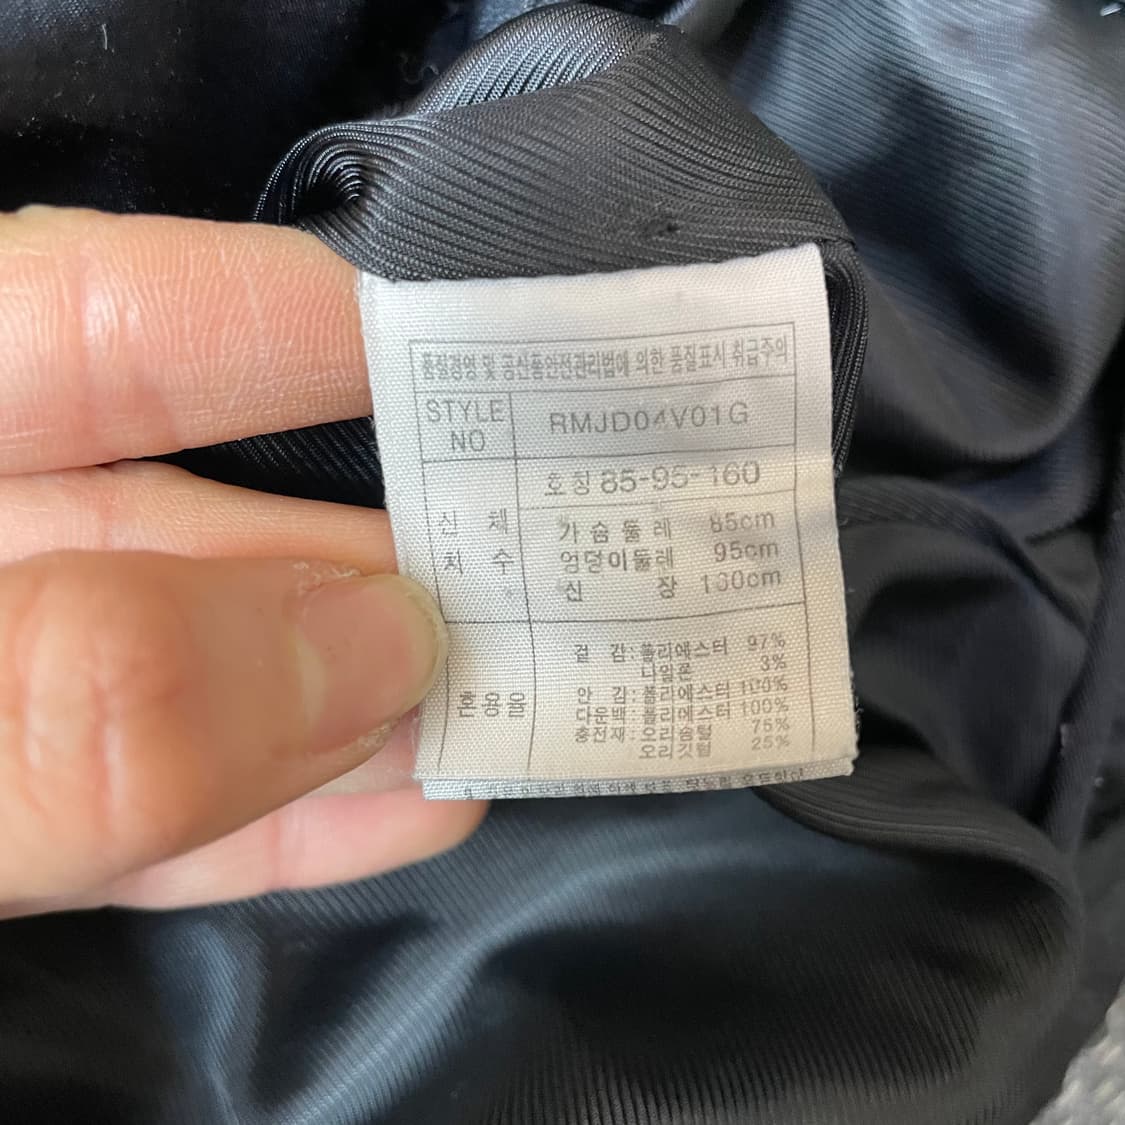 품질경영 및 공산품안전관리법에 의한 품질표시 취급주의
STYLE NO RMJD04V01G
호칭 85-95-160
신 체 치 수
가슴둘레 85cm
엉덩이둘레 95cm
신 장 160cm
혼용율
겉 감: 폴리에스터 97%
나일론 3%
안 감: 폴리에스터 100%
다운백: 폴리에스터 100%
충전재: 오리솜털 75%
오리깃털 25%